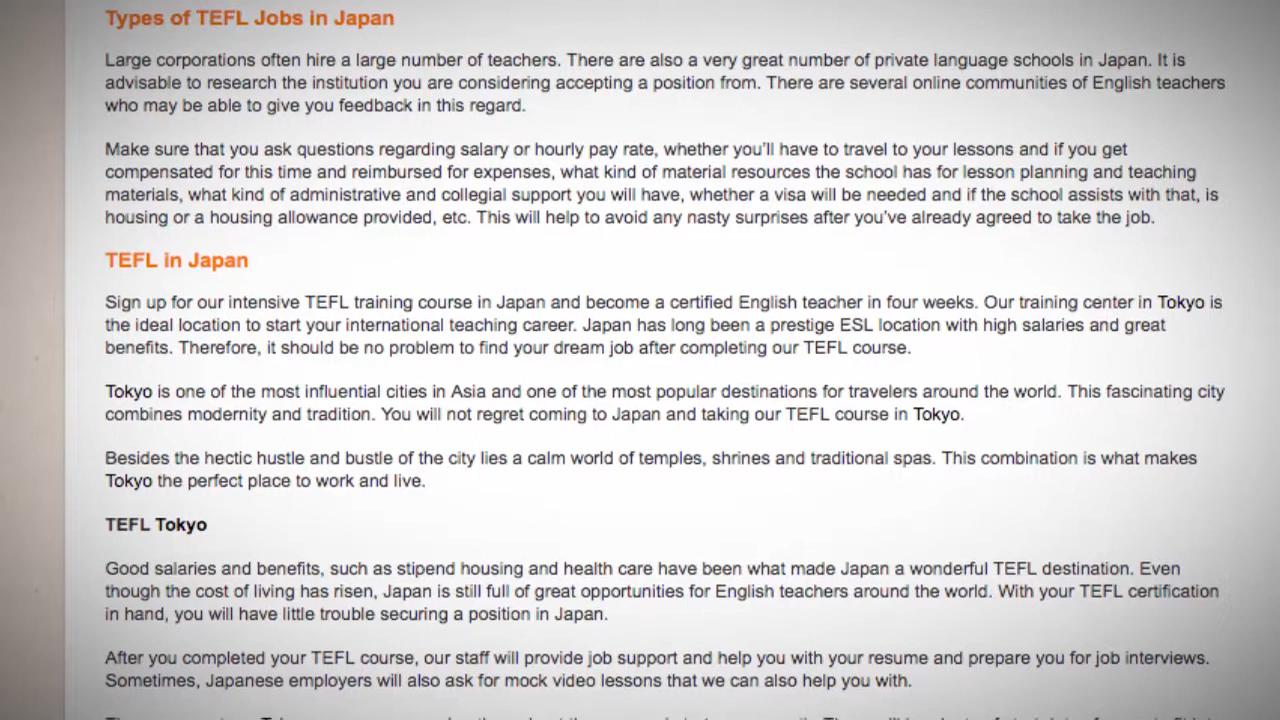 Types of TEFL Jobs in Japan
Large corporations often hire a large number of teachers. There are also a very great number of private language schools in Japan. It is
advisable to research the institution you are considering accepting a position from. There are several online communities of English teachers
who may be able to give you feedback in this regard.
Make sure that you ask questions regarding salary or hourly pay rate, whether you'll have to travel to your lessons and if you get
compensated for this time and reimbursed for expenses, what kind of material resources the school has for lesson planning and teaching
materials, what kind of administrative and collegial support you will have, whether a visa will be needed and if the school assists with that, is
housing or a housing allowance provided, etc. This will help to avoid any nasty surprises after you've already agreed to take the job.
TEFL in Japan
Sign up for our intensive TEFL training course in Japan and become a certified English teacher in four weeks. Our training center in Tokyo is
the ideal location to start your international teaching career. Japan has long been a prestige ESL location with high salaries and great
benefits. Therefore, it should be no problem to find your dream job after completing our TEFL course.
Tokyo is one of the most influential cities in Asia and one of the most popular destinations for travelers around the world. This fascinating city
combines modernity and tradition. You will not regret coming to Japan and taking our TEFL course in Tokyo.
Besides the hectic hustle and bustle of the city lies a calm world of temples, shrines and traditional spas. This combination is what makes
Tokyo the perfect place to work and live.
TEFL Tokyo
Good salaries and benefits, such as stipend housing and health care have been what made Japan a wonderful TEFL destination. Even
though the cost of living has risen, Japan is still full of great opportunities for English teachers around the world. With your TEFL certification
in hand, you will have little trouble securing a position in Japan.
After you completed your TEFL course, our staff will provide job support and help you with your resume and prepare you for job interviews.
Sometimes, Japanese employers will also ask for mock video lessons that we can also help you with.